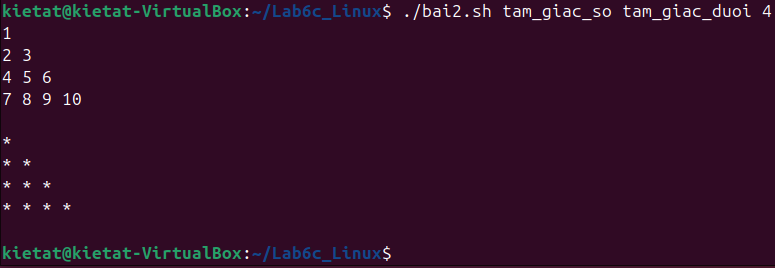 kietat@kietat-VirtualBox:~/Lab6c_Linux$ ./bai2.sh tam_giac_so tam_giac_duoi 4
1
2 3
4 5 6
7 8 9 10
*
* *
* * *
* * * *
kietat@kietat-VirtualBox:~/Lab6c_Linux$